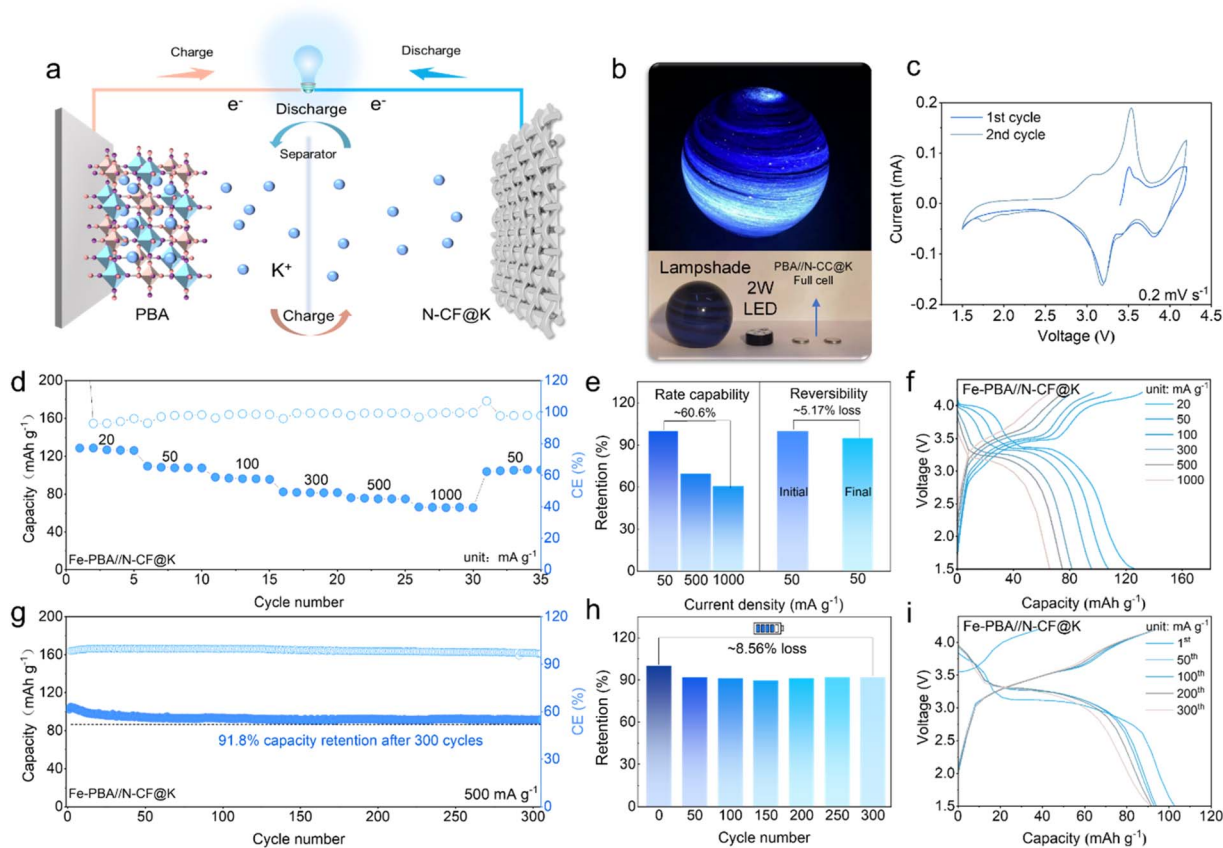 a
Charge
Discharge
e-
Discharge
e-
Separator
K+
PBA
Charge
N-CF@K
b
Lampshade
2W
LED
PBA//N-CC@K
Full cell
c
1st cycle
2nd cycle
0.2
0.1
0.0
-0.1
-0.2
Current (mA)
0.2 mV s-1
1.5 2.0 2.5 3.0 3.5 4.0 4.5
Voltage (V)
d
200
160
120
80
40
0
Capacity (mAh g-1)
20
50
100
300
500
1000
50
120
100
80
60
40
20
0
CE (%)
Fe-PBA//N-CF@K
unit: mA g-1
0 5 10 15 20 25 30 35
Cycle number
e
Rate capability
~60.6%
Reversibility
~5.17% loss
120
90
60
30
0
Retention (%)
Initial
Final
50 500 1000 50 50
Current density (mA g-1)
f
Fe-PBA//N-CF@K
unit: mA g-1
20
50
100
300
500
1000
4.0
3.5
3.0
2.5
2.0
1.5
Voltage (V)
0 40 80 120 160
Capacity (mAh g-1)
g
200
160
120
80
40
0
Capacity (mAh g-1)
91.8% capacity retention after 300 cycles
120
90
60
30
0
CE (%)
Fe-PBA//N-CF@K
500 mA g-1
0 50 100 150 200 250 300
Cycle number
h
~8.56% loss
120
90
60
30
0
Retention (%)
0 50 100 150 200 250 300
Cycle number
i
Fe-PBA//N-CF@K
unit: mA g-1
1st
50th
100th
200th
300th
4.0
3.5
3.0
2.5
2.0
1.5
Voltage (V)
0 20 40 60 80 100 120
Capacity (mAh g-1)